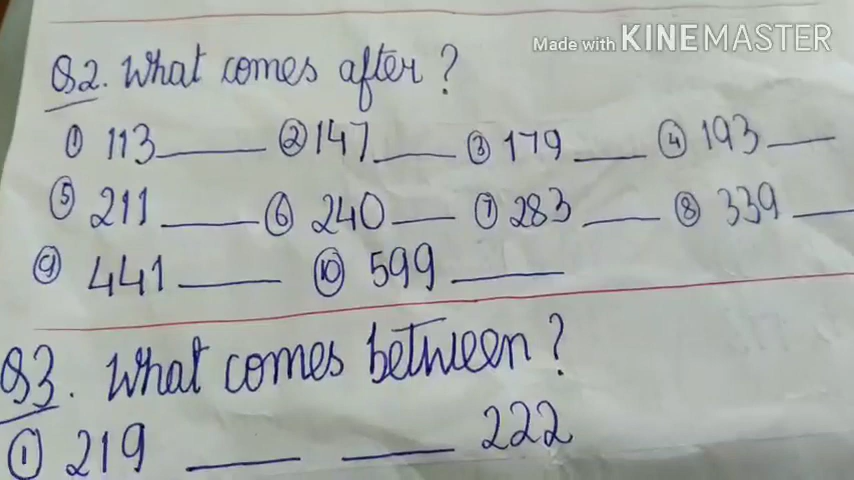 Made with KINEMASTER
Q2. What comes after ?
① 113 ____ ② 147 ____ ③ 179 ____ ④ 193 ____
⑤ 211 ____ ⑥ 240 ____ ⑦ 283 ____ ⑧ 339 ____
⑨ 441 ____ ⑩ 599 ____
Q3. What comes between ?
① 219 ____ ____ 222